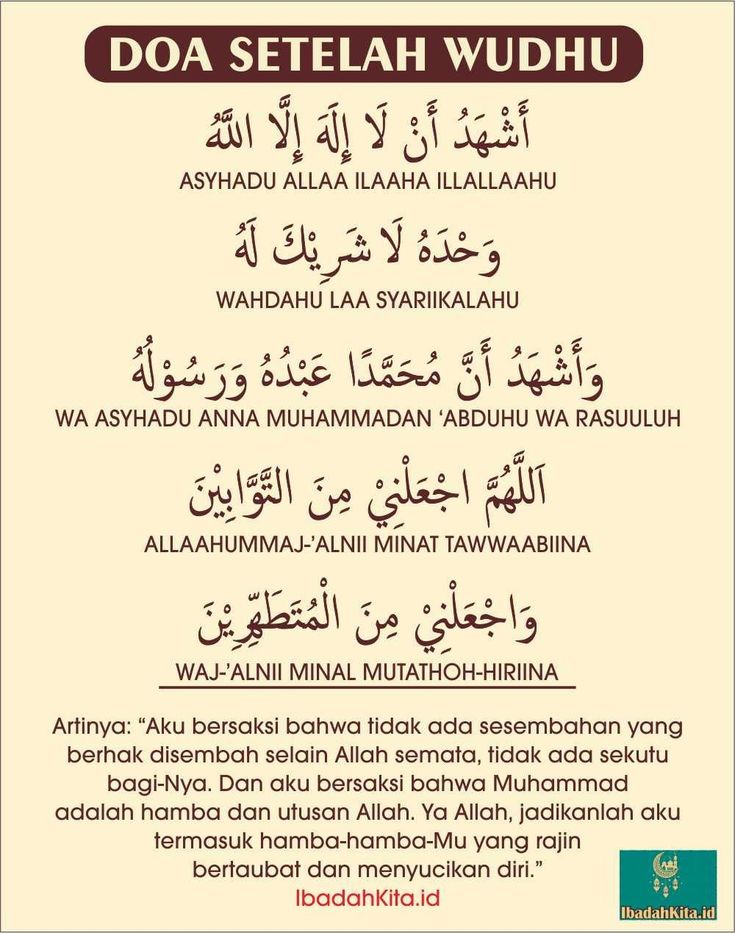 DOA SETELAH WUDHU
أَشْهَدُ أَنْ لَا إِلَهَ إِلَّا اللَّهُ
ASYHADU ALLAA ILAAHA ILLALLAAHU
وَحْدَهُ لَا شَرِيْكَ لَهُ
WAHDAHU LAA SYARIIKALAHU
وَأَشْهَدُ أَنَّ مُحَمَّدًا عَبْدُهُ وَرَسُوْلُهُ
WA ASYHADU ANNA MUHAMMADAN ‘ABDUHU WA RASUULUH
اَللَّهُمَّ اجْعَلْنِيْ مِنَ التَّوَّابِيْنَ
ALLAAHUMMAJ-’ALNII MINAT TAWWAABIINA
وَاجْعَلْنِيْ مِنَ الْمُتَطَهِّرِيْنَ
WAJ-’ALNII MINAL MUTATHOH-HIRIINA
Artinya: “Aku bersaksi bahwa tidak ada sesembahan yang
berhak disembah selain Allah semata, tidak ada sekutu
bagi-Nya. Dan aku bersaksi bahwa Muhammad
adalah hamba dan utusan Allah. Ya Allah, jadikanlah aku
termasuk hamba-hamba-Mu yang rajin
bertaubat dan menyucikan diri.”
IbadahKita.id
IbadahKita.id